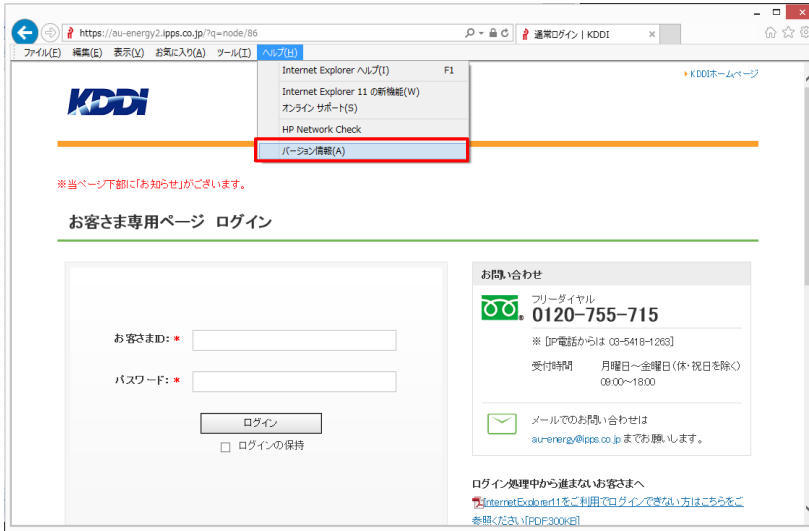 https://au-energy2.ipps.co.jp/?q=node/86
通常ログイン | KDDI
ファイル(F) 編集(E) 表示(V) お気に入り(A) ツール(T) ヘルプ(H)
Internet Explorer ヘルプ(I) F1
Internet Explorer 11 の新機能(W)
オンライン サポート(S)
HP Network Check
バージョン情報(A)
KDDI
KDDIホームページ
※当ページ下部に「お知らせ」がございます。
お客さま専用ページ ログイン
お客さまID: *
パスワード: *
ログイン
ログインの保持
お問い合わせ
フリーダイヤル
0120-755-715
※ [IP電話からは 03-5418-1263]
受付時間 月曜日～金曜日(休・祝日を除く)
09:00～18:00
メールでのお問い合わせは
au-energy@ipps.co.jp までお願いします。
ログイン処理中から進まないお客さまへ
InternetExplorer11をご利用でログインできない方はこちらをご
参照ください[PDF:300KB]